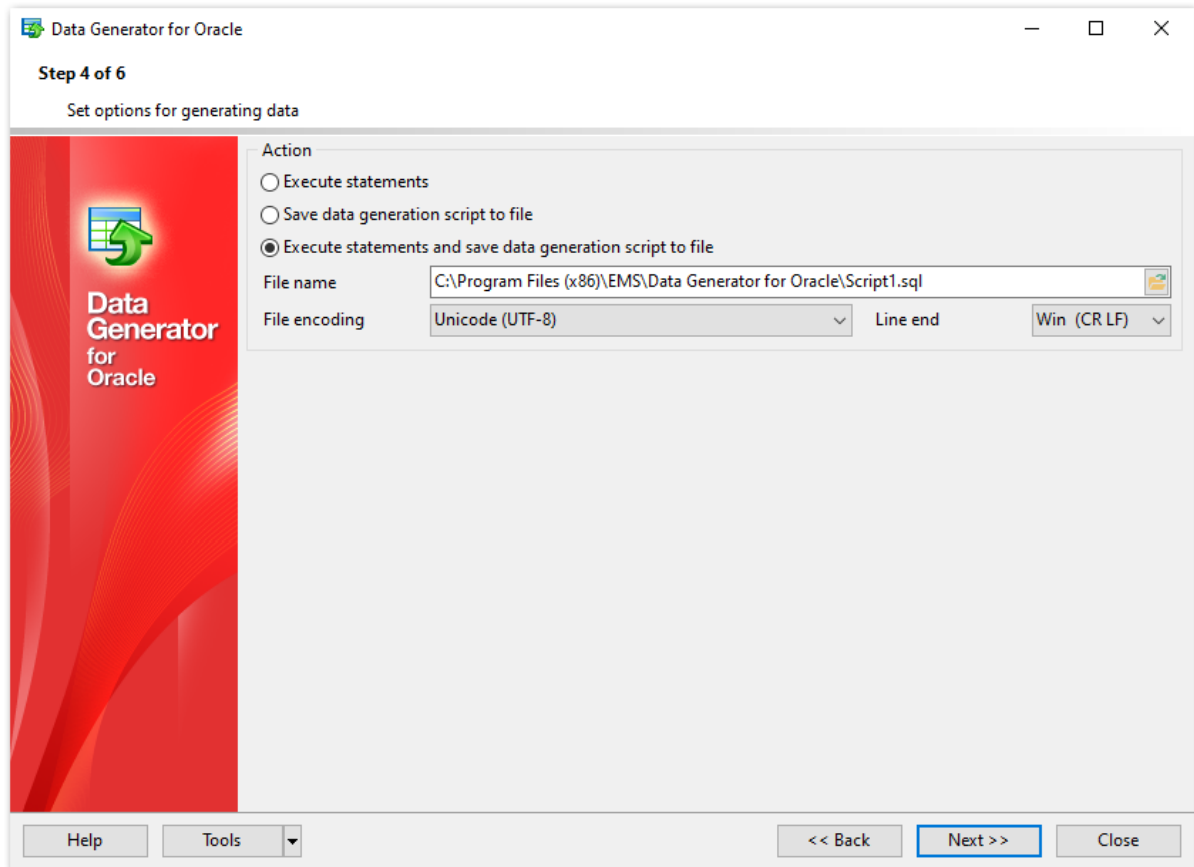 Data Generator for Oracle
Step 4 of 6
Set options for generating data
Data
Generator
for
Oracle
Action
Execute statements
Save data generation script to file
Execute statements and save data generation script to file
File name C:\Program Files (x86)\EMS\Data Generator for Oracle\Script1.sql
File encoding Unicode (UTF-8) Line end Win (CR LF)
Help Tools << Back Next >> Close